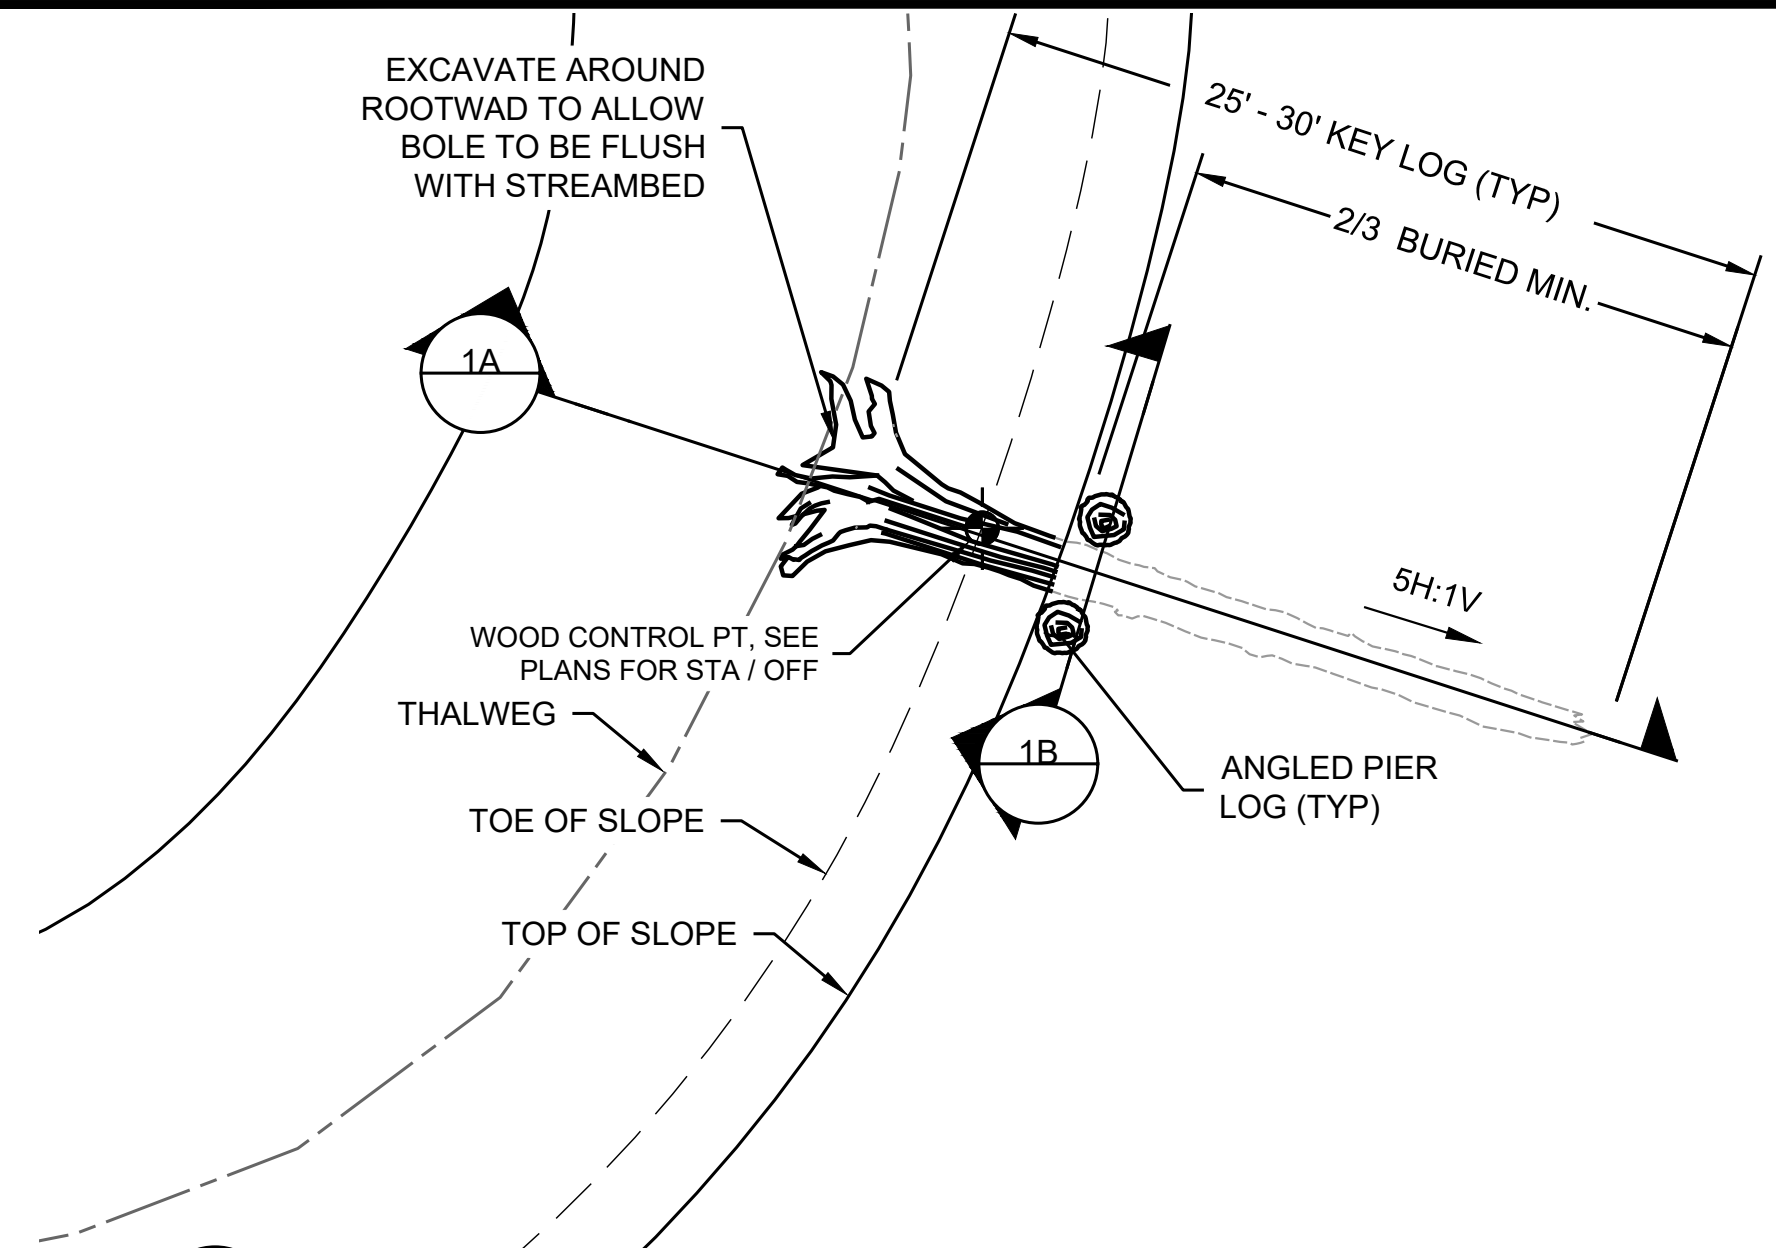 EXCAVATE AROUND
ROOTWAD TO ALLOW
BOLE TO BE FLUSH
WITH STREAMBED
25' - 30' KEY LOG (TYP)
2/3 BURIED MIN.
1A
5H:1V
WOOD CONTROL PT, SEE
PLANS FOR STA / OFF
THALWEG
1B
ANGLED PIER
LOG (TYP)
TOE OF SLOPE
TOP OF SLOPE